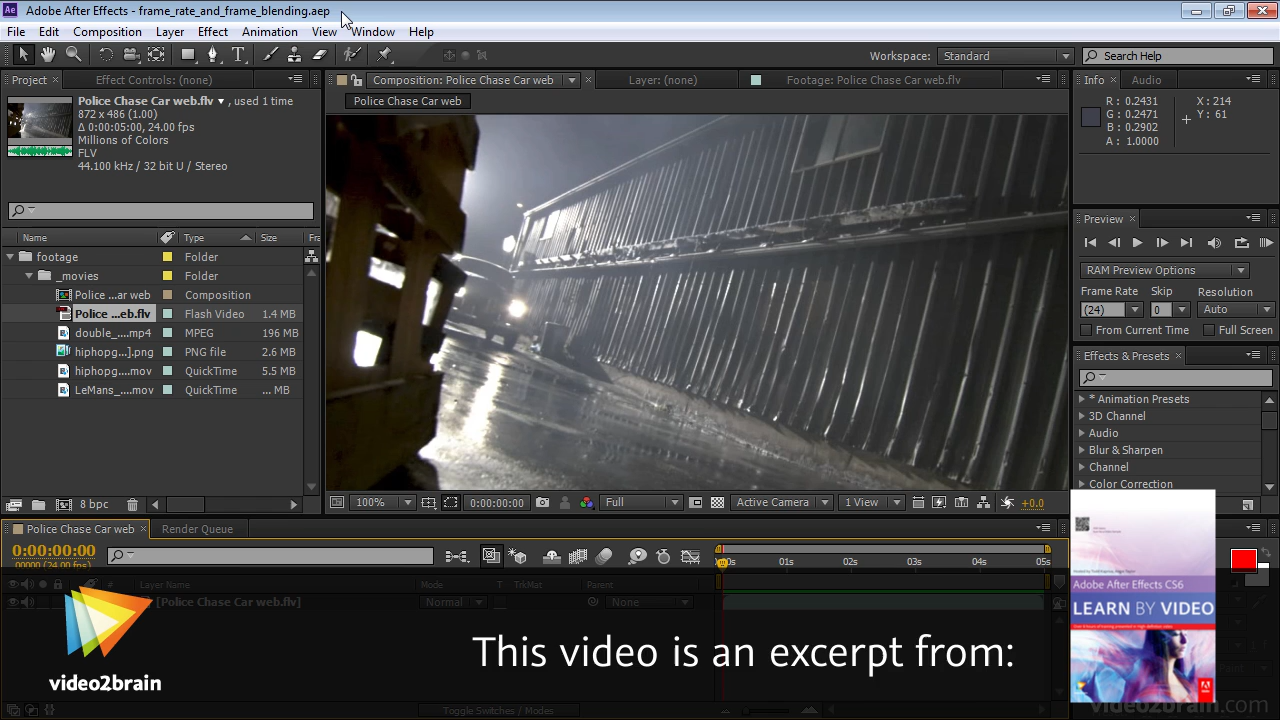 Adobe After Effects - frame_rate_and_frame_blending.aep
File Edit Composition Layer Effect Animation View Window Help
Workspace: Standard
Search Help
Project
Effect Controls: (none)
Police Chase Car web.flv ▼ , used 1 time
872 x 486 (1.00)
Δ 0:00:05:00, 24.00 fps
Millions of Colors
FLV
44.100 kHz / 32 bit U / Stereo
Name Type Size Fra
footage Folder
_movies Folder
Police ...ar web Composition
Police ...eb.flv Flash Video 1.4 MB
double_....mp4 MPEG 196 MB
hiphopg...].png PNG file 2.6 MB
hiphopg....mov QuickTime 5.5 MB
LeMans_....mov QuickTime ... MB
8 bpc
Composition: Police Chase Car web
Layer: (none)
Footage: Police Chase Car web.flv
Police Chase Car web
100% 0:00:00:00 Full Active Camera 1 View +0.0
Info Audio
R : 0.2431 X : 214
G : 0.2471 Y : 61
B : 0.2902
A : 1.0000
Preview
RAM Preview Options
Frame Rate Skip Resolution
(24) 0 Auto
From Current Time Full Screen
Effects & Presets
* Animation Presets
3D Channel
Audio
Blur & Sharpen
Channel
Color Correction
Police Chase Car web
Render Queue
0:00:00:00
00000 (24.00 fps)
01s 02s 03s 04s 05s
# Layer Name Mode T TrkMat Parent
[Police Chase Car web.flv] Normal None
Toggle Switches / Modes
video2brain
This video is an excerpt from:
Adobe After Effects CS6
LEARN BY VIDEO
Adobe
video2brain.com